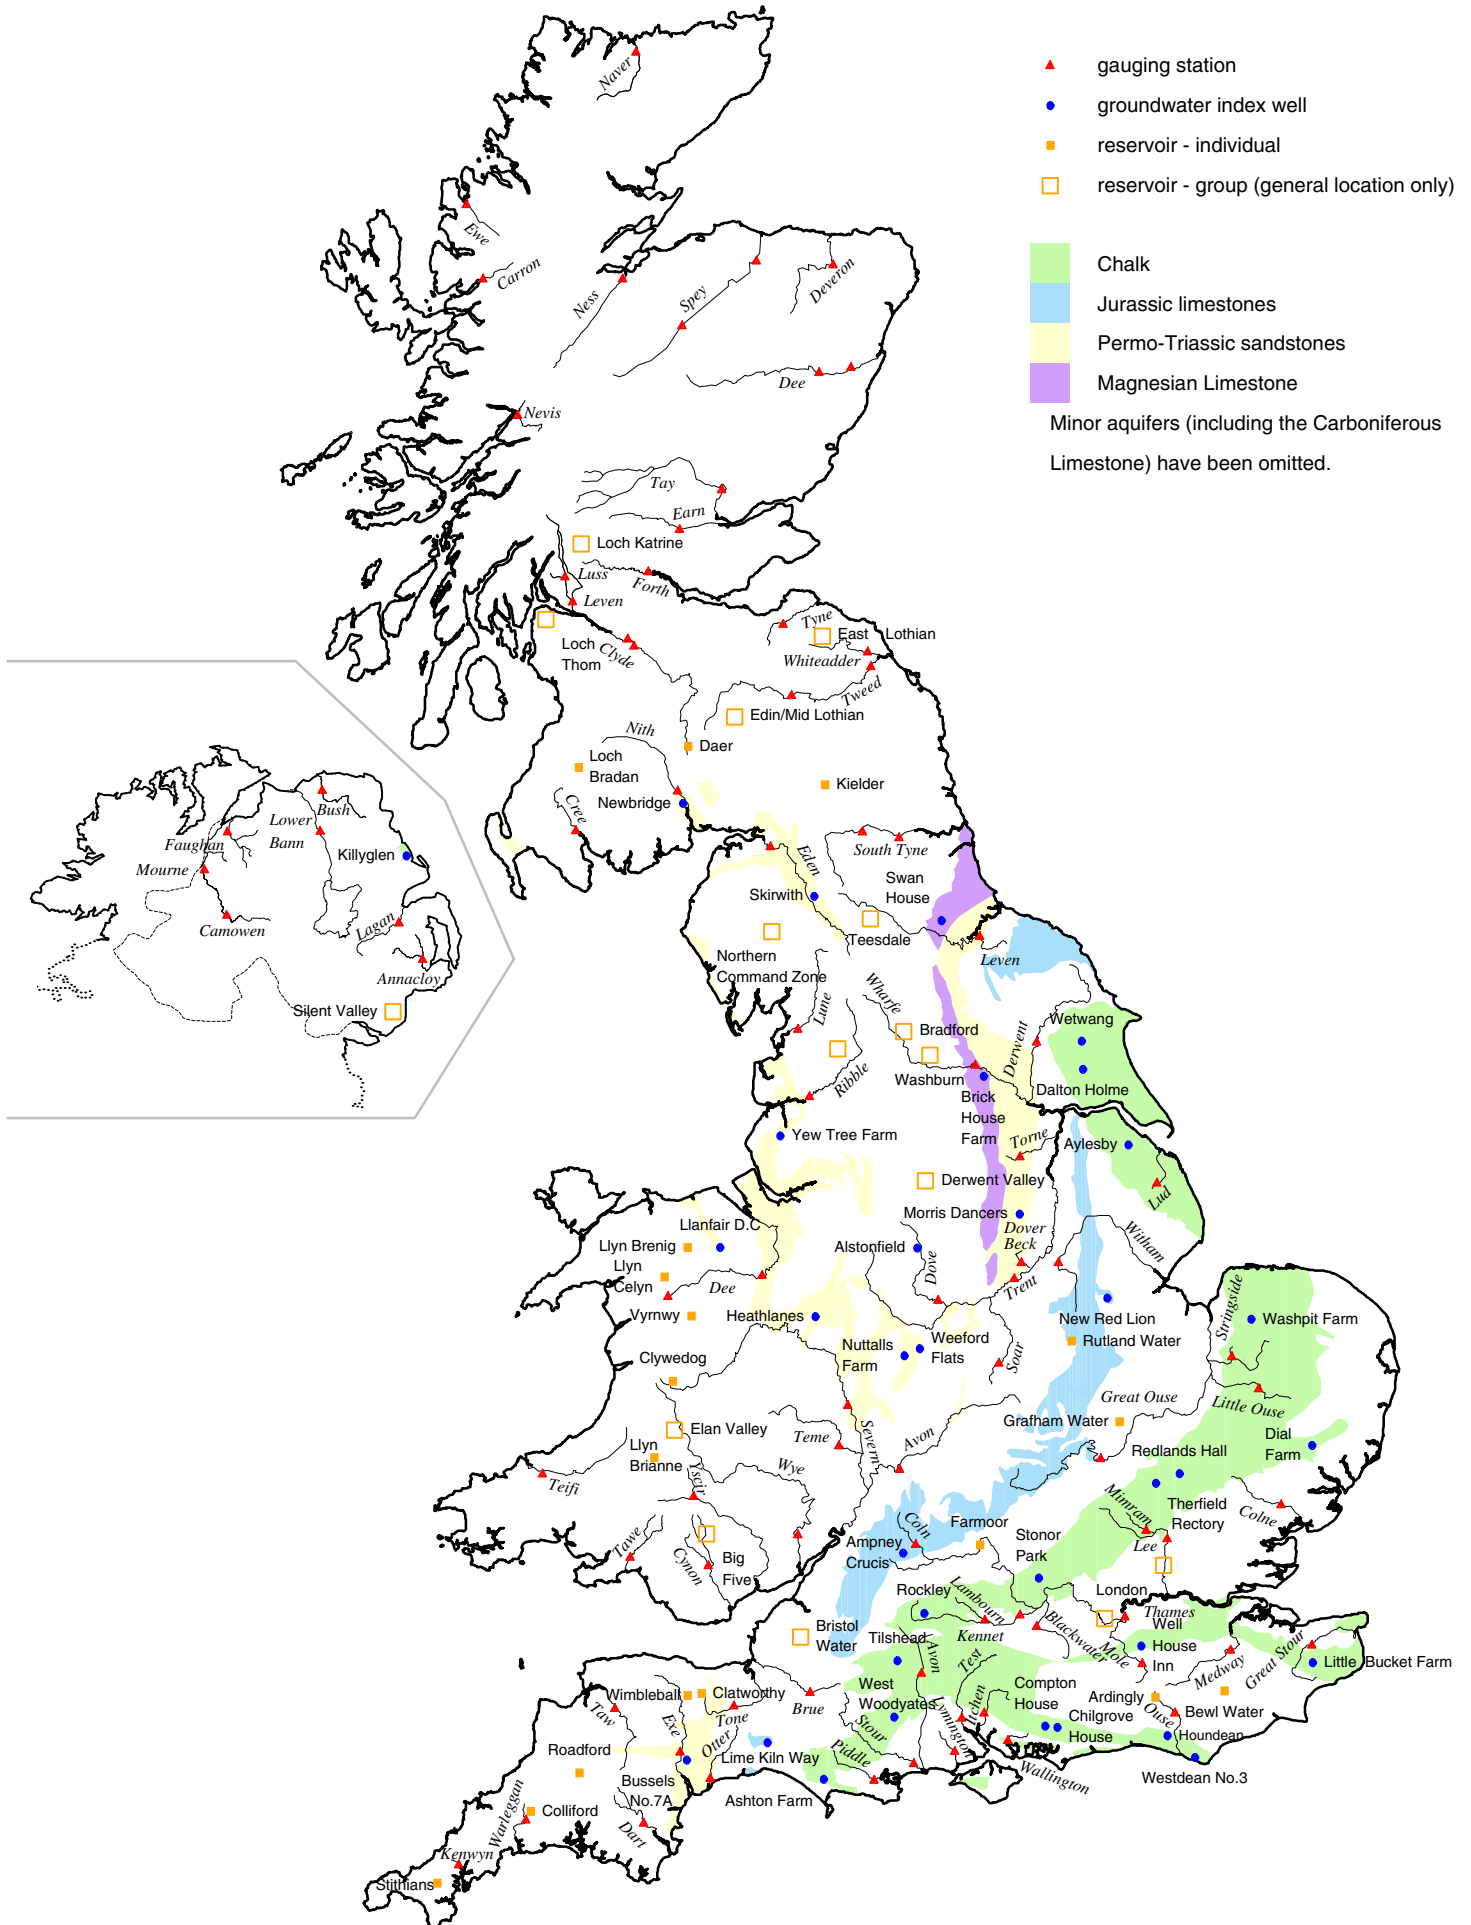 gauging station
groundwater index well
reservoir - individual
reservoir - group (general location only)
Chalk
Jurassic limestones
Permo-Triassic sandstones
Magnesian Limestone
Minor aquifers (including the Carboniferous
Limestone) have been omitted.
Naver
Ewe
Carron
Ness
Spey
Deveron
Dee
Nevis
Tay
Earn
Loch Katrine
Luss
Forth
Leven
Loch
Thom
Clyde
Tyne
East Lothian
Whiteadder
Tweed
Edin/Mid Lothian
Nith
Daer
Loch
Bradan
Kielder
Newbridge
Cree
Bush
Lower
Bann
Faughan
Killyglen
Mourne
Camowen
Lagan
Annacloy
Silent Valley
Eden
South Tyne
Swan
House
Skirwith
Teesdale
Leven
Northern
Command Zone
Lune
Wharfe
Bradford
Wetwang
Derwent
Ribble
Washburn
Dalton Holme
Brick
House
Farm
Yew Tree Farm
Torne
Aylesby
Derwent Valley
Lud
Morris Dancers
Dover
Beck
Llanfair D.C
Llyn Brenig
Alstonfield
Witham
Llyn
Celyn
Dee
Dove
Trent
Stringside
Vyrnwy
Heathlanes
New Red Lion
Washpit Farm
Nuttalls
Farm
Weeford
Flats
Rutland Water
Soar
Clywedog
Great Ouse
Little Ouse
Grafham Water
Elan Valley
Teme
Severn
Avon
Dial
Farm
Llyn
Brianne
Redlands Hall
Yscir
Wye
Teifi
Mimram
Therfield
Rectory
Colne
Coln
Farmoor
Stonor
Park
Tawe
Ampney
Crucis
Lee
Cynon
Big
Five
Rockley
Lambourn
London
Thames
Bristol
Water
Tilshead
Kennet
Blackwater
Well
House
Inn
Mole
Avon
Test
Medway
Great Stour
Little Bucket Farm
West
Woodyates
Compton
House
Ardingly
Wimbleball
Clatworthy
Brue
Lymington
Itchen
Chilgrove
House
Ouse
Bewl Water
Taw
Exe
Tone
Otter
Stour
Houndean
Roadford
Lime Kiln Way
Piddle
Wallington
Westdean No.3
Bussels
No.7A
Ashton Farm
Warleggan
Colliford
Dart
Kenwyn
Stithians